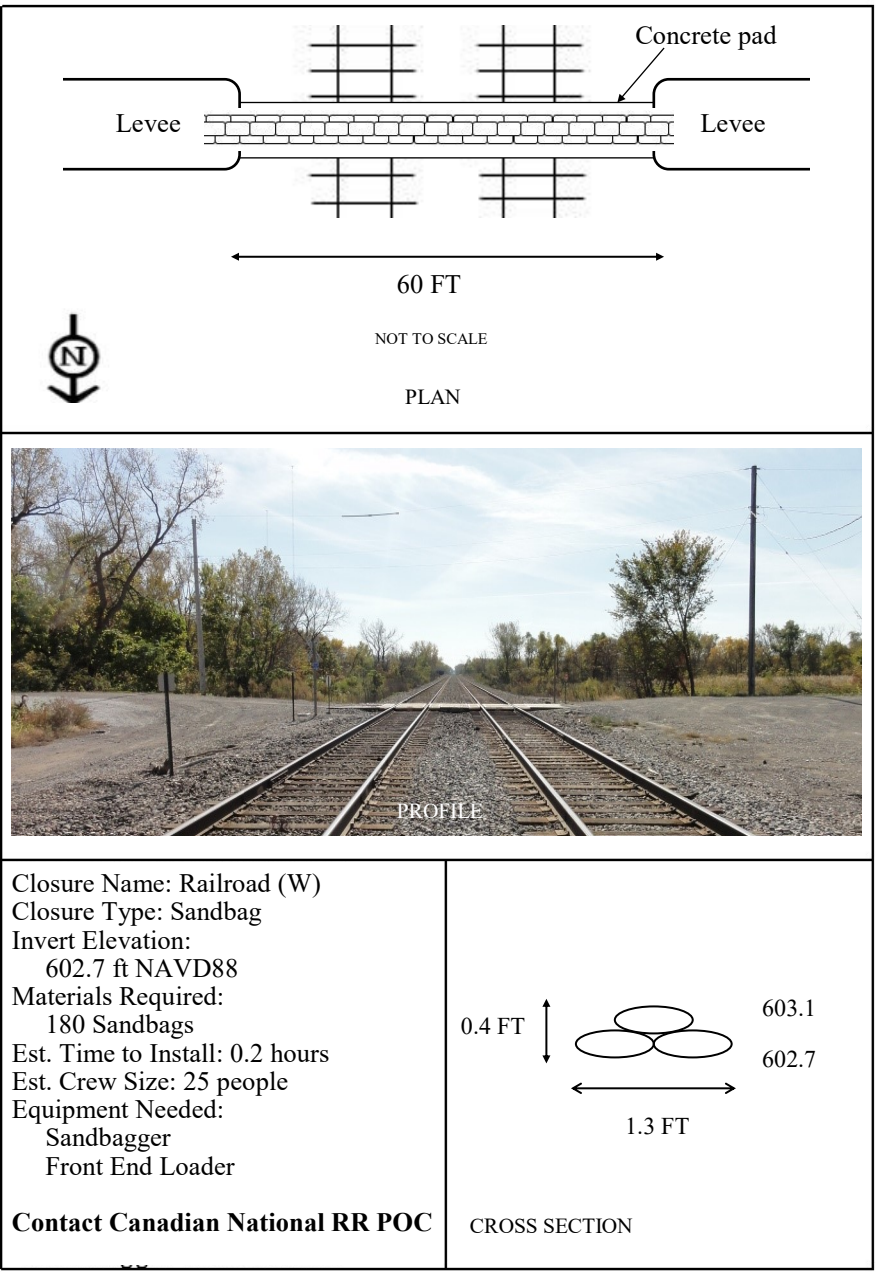 Concrete pad
Levee
Levee
60 FT
NOT TO SCALE
N
PLAN
PROFILE
Closure Name: Railroad (W)
Closure Type: Sandbag
Invert Elevation:
602.7 ft NAVD88
Materials Required:
180 Sandbags
Est. Time to Install: 0.2 hours
Est. Crew Size: 25 people
Equipment Needed:
Sandbagger
Front End Loader
Contact Canadian National RR POC
0.4 FT
603.1
602.7
1.3 FT
CROSS SECTION